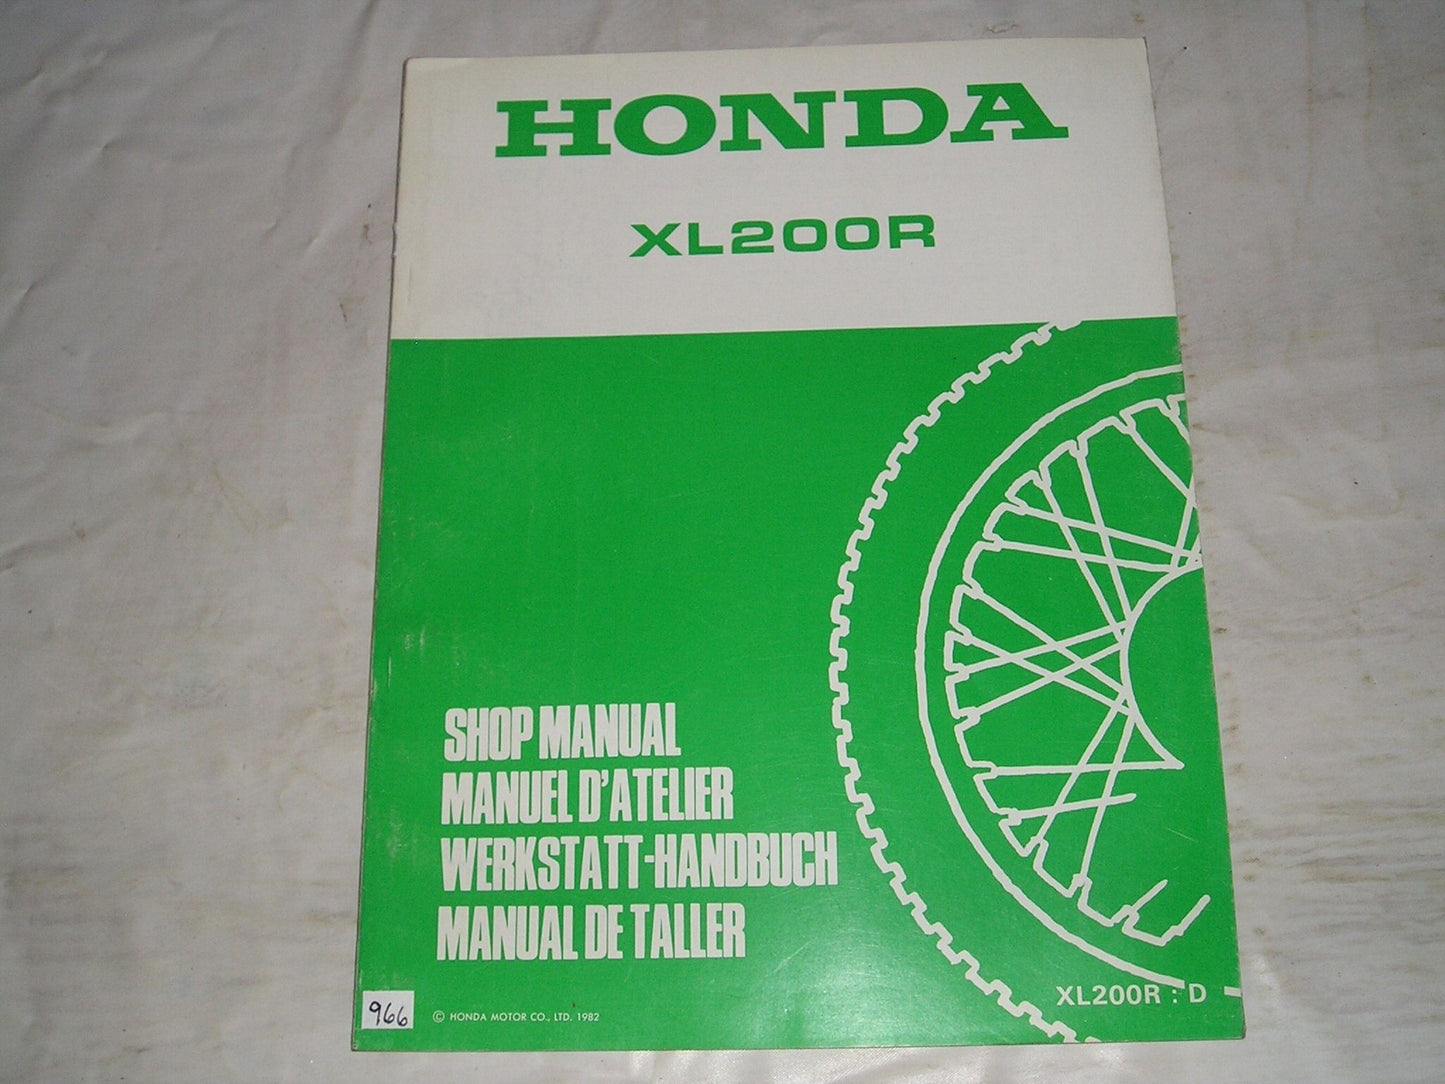 HONDA
XL200R
SHOP MANUAL
MANUEL D'ATELIER
WERKSTATT-HANDBUCH
MANUAL DE TALLER
XL200R : D
966
© HONDA MOTOR CO., LTD. 1982